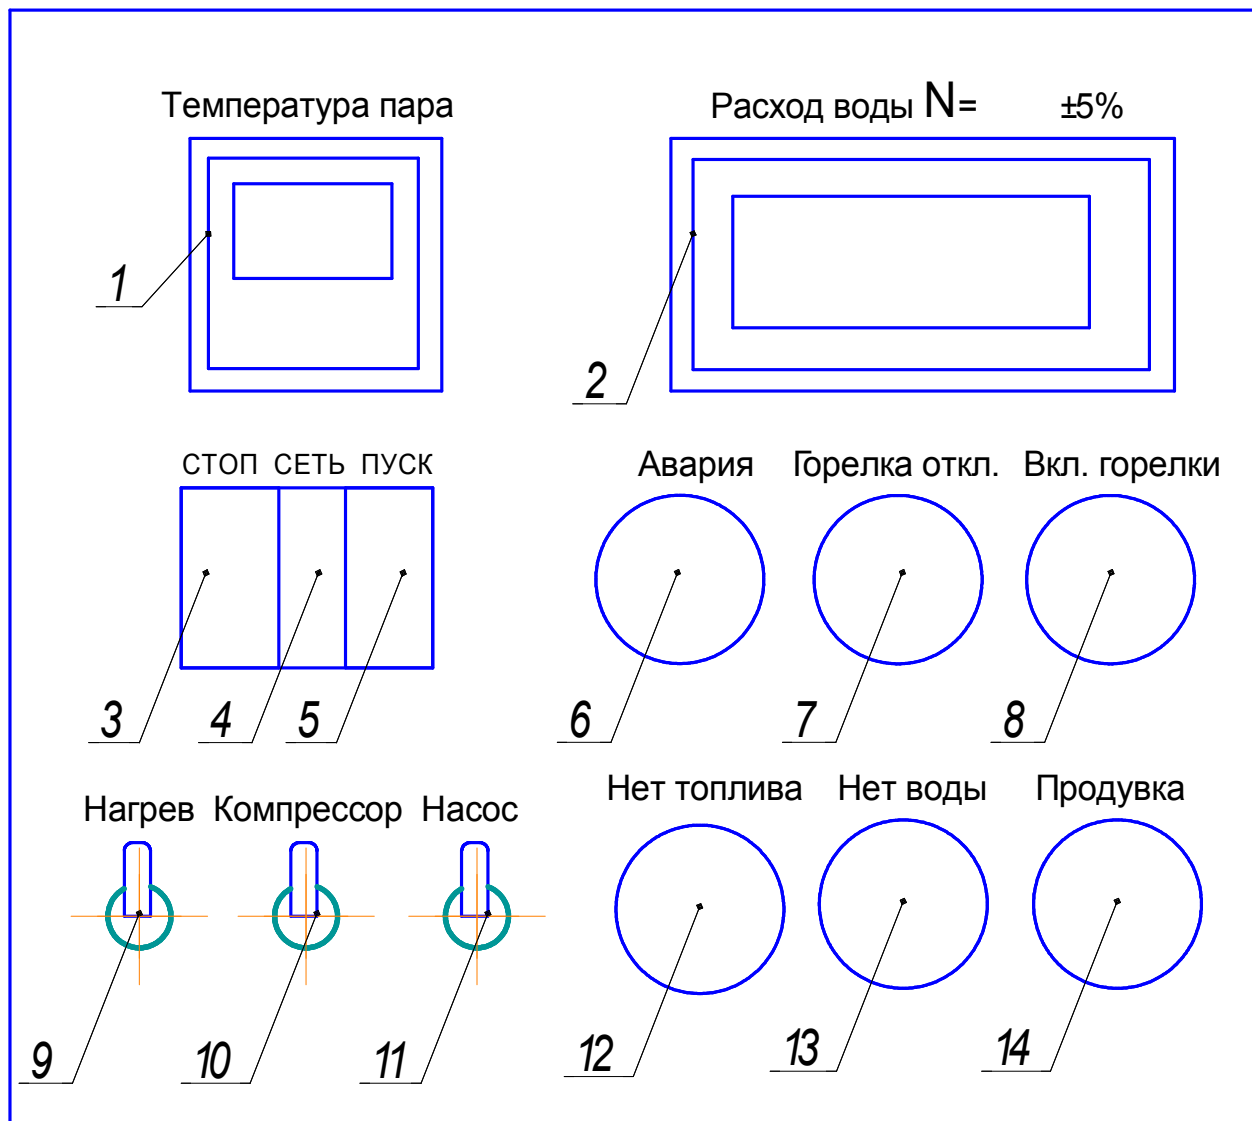 Температура пара
Расход воды N= ±5%
1
2
СТОП СЕТЬ ПУСК
Авария Горелка откл. Вкл. горелки
3 4 5 6 7 8
Нагрев Компрессор Насос
Нет топлива Нет воды Продувка
9 10 11 12 13 14